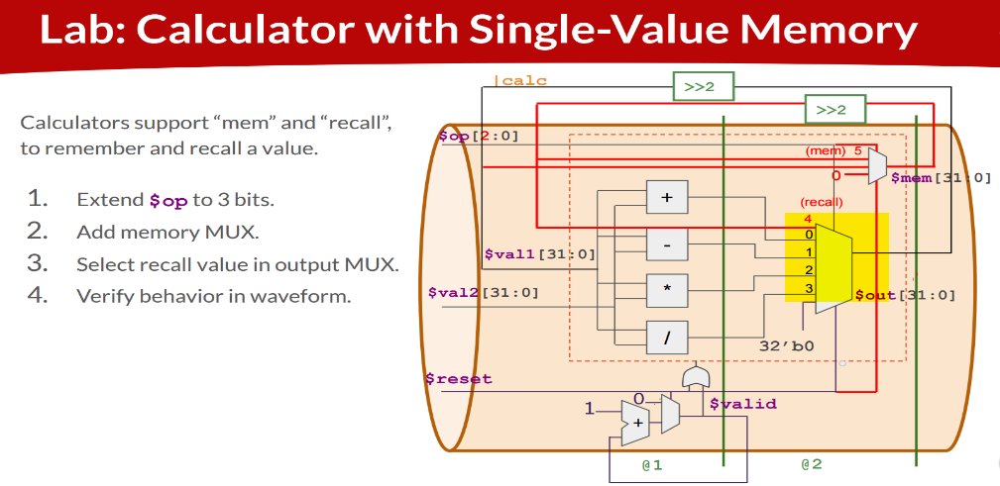 Lab: Calculator with Single-Value Memory
Calculators support “mem” and “recall”,
to remember and recall a value.
1. Extend $op to 3 bits.
2. Add memory MUX.
3. Select recall value in output MUX.
4. Verify behavior in waveform.
|calc
>>2
>>2
$op[2:0]
(mem) 5
0
$mem[31:0]
(recall)
4
+
0
-
1
$val1[31:0]
2
*
3
$val2[31:0]
$out[31:0]
/
32’b0
$reset
0
$valid
1
+
@1
@2